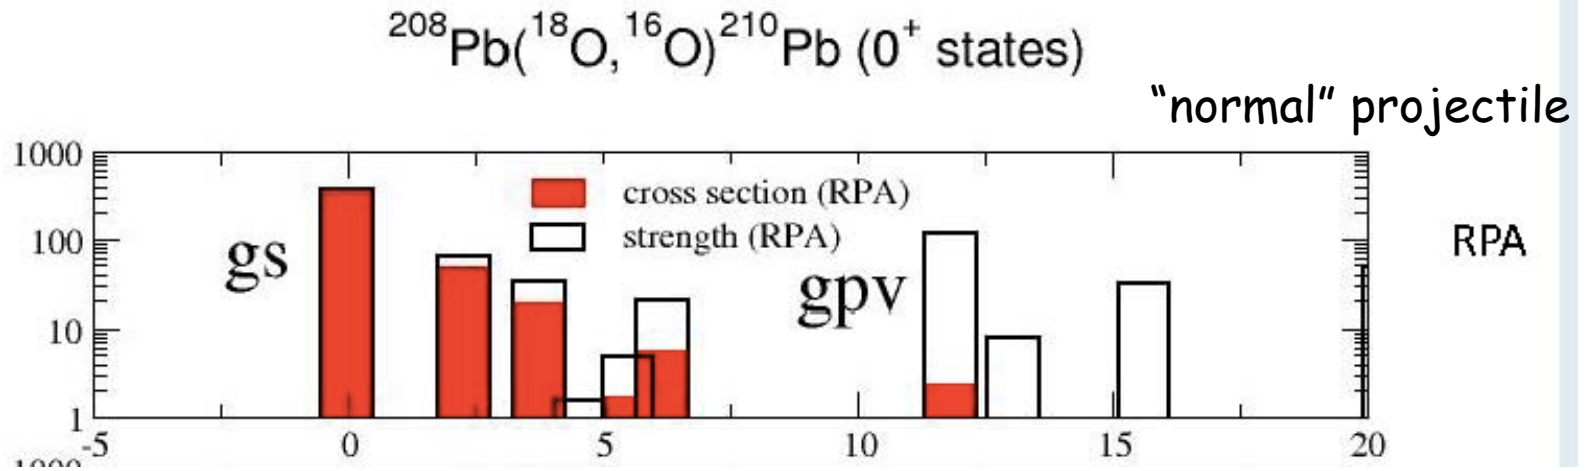 ²⁰⁸Pb(¹⁸O,¹⁶O)²¹⁰Pb (0⁺ states)
“normal” projectile
1000
cross section (RPA)
100
gs
strength (RPA)
gpv
RPA
10
1
-5 0 5 10 15 20
1000